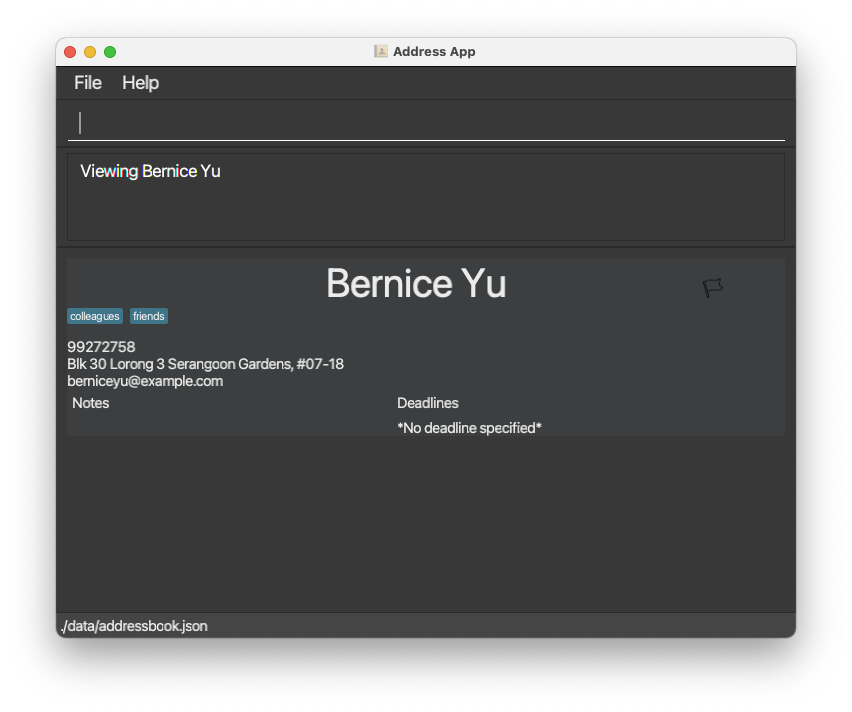 Address App
File Help
Viewing Bernice Yu
Bernice Yu
colleagues friends
99272758
Blk 30 Lorong 3 Serangoon Gardens, #07-18
berniceyu@example.com
Notes Deadlines
*No deadline specified*
./data/addressbook.json